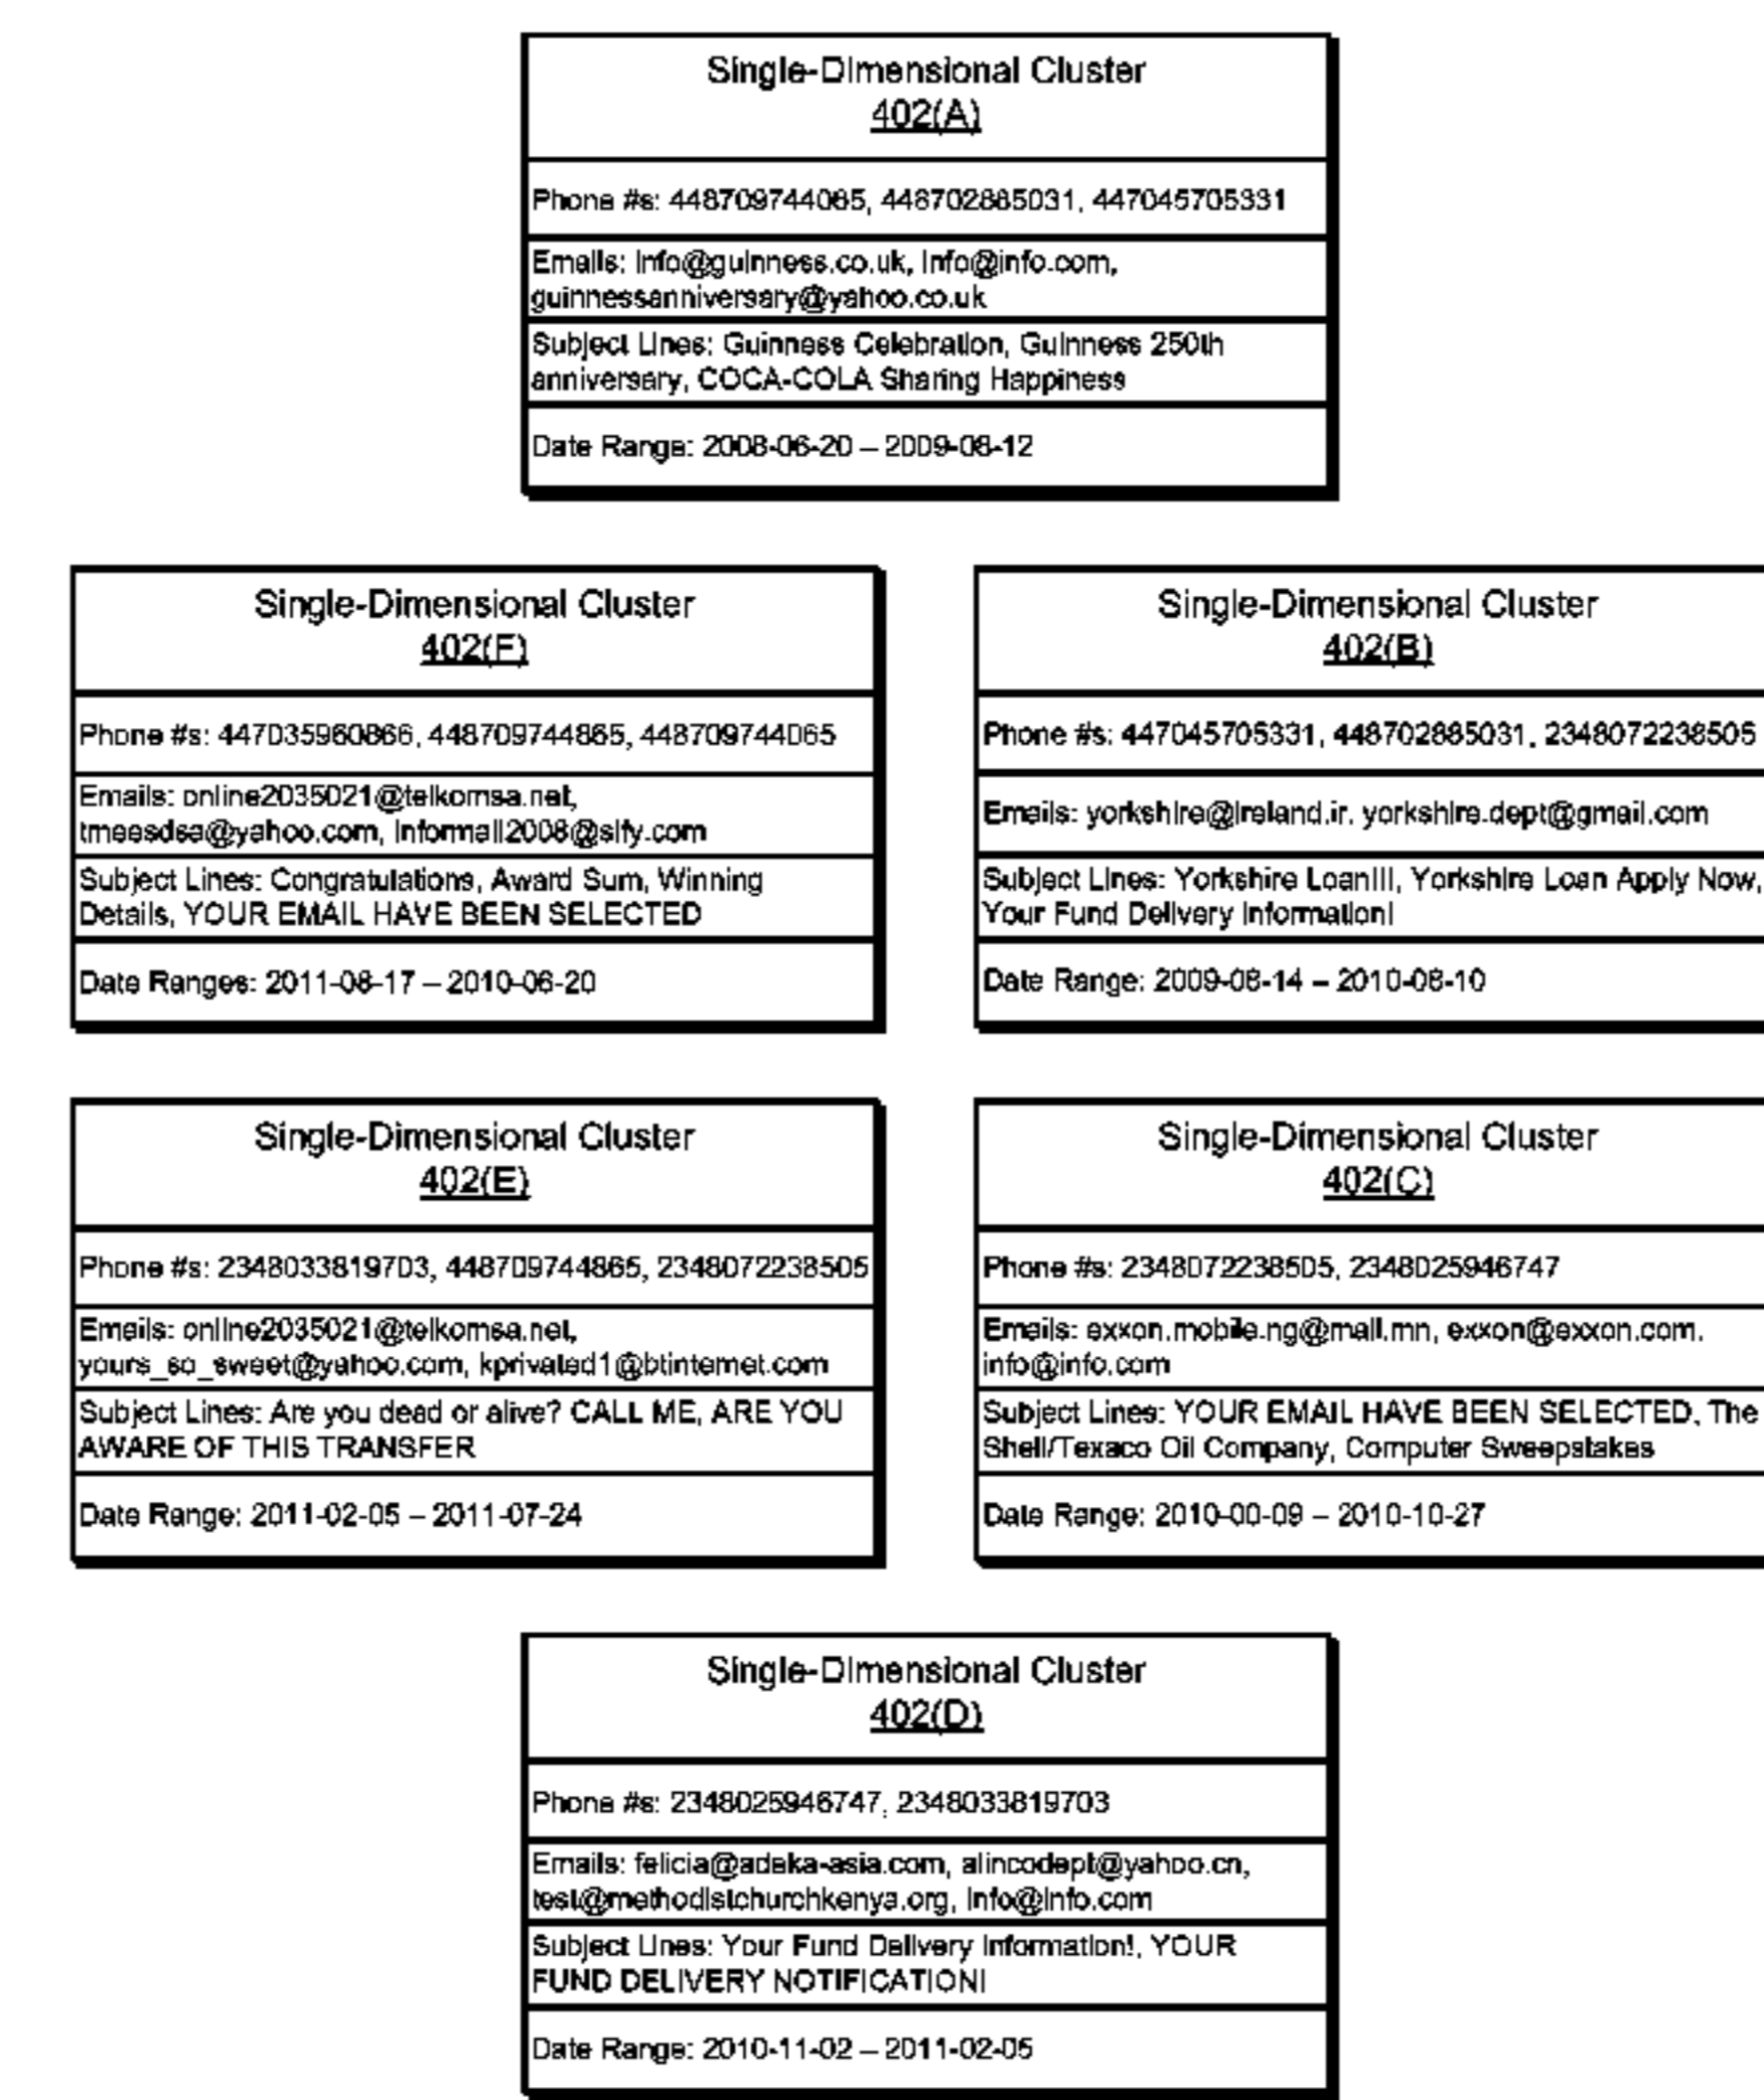 Single-Dimensional Cluster
402(A)
Phone #s: 448709744065, 448702885031, 447045705331
Emails: info@guinness.co.uk, info@info.com,
guinnessanniversary@yahoo.co.uk
Subject Lines: Guinness Celebration, Guinness 250th
anniversary, COCA-COLA Sharing Happiness
Date Range: 2008-06-20 – 2009-08-12
Single-Dimensional Cluster
402(F)
Phone #s: 447035960866, 448709744865, 448709744065
Emails: online2035021@telkomsa.net,
tmeesdsa@yahoo.com, informail2008@sify.com
Subject Lines: Congratulations, Award Sum, Winning
Details, YOUR EMAIL HAVE BEEN SELECTED
Date Ranges: 2011-08-17 – 2010-06-20
Single-Dimensional Cluster
402(B)
Phone #s: 447045705331, 448702885031, 2348072238505
Emails: yorkshire@ireland.ir, yorkshire.dept@gmail.com
Subject Lines: Yorkshire Loan!!!, Yorkshire Loan Apply Now,
Your Fund Delivery Information!
Date Range: 2009-08-14 – 2010-08-10
Single-Dimensional Cluster
402(E)
Phone #s: 2348033819703, 448709744865, 2348072238505
Emails: online2035021@telkomsa.net,
yours_so_sweet@yahoo.com, kprivated1@btinternet.com
Subject Lines: Are you dead or alive? CALL ME, ARE YOU
AWARE OF THIS TRANSFER
Date Range: 2011-02-05 – 2011-07-24
Single-Dimensional Cluster
402(C)
Phone #s: 2348072238505, 2348025946747
Emails: exxon.mobile.ng@mail.mn, exxon@exxon.com,
info@info.com
Subject Lines: YOUR EMAIL HAVE BEEN SELECTED, The
Shell/Texaco Oil Company, Computer Sweepstakes
Date Range: 2010-00-09 – 2010-10-27
Single-Dimensional Cluster
402(D)
Phone #s: 2348025946747, 2348033819703
Emails: felicia@adeka-asia.com, alincodept@yahoo.cn,
test@methodistchurchkenya.org, info@info.com
Subject Lines: Your Fund Delivery Information!, YOUR
FUND DELIVERY NOTIFICATION!
Date Range: 2010-11-02 – 2011-02-05